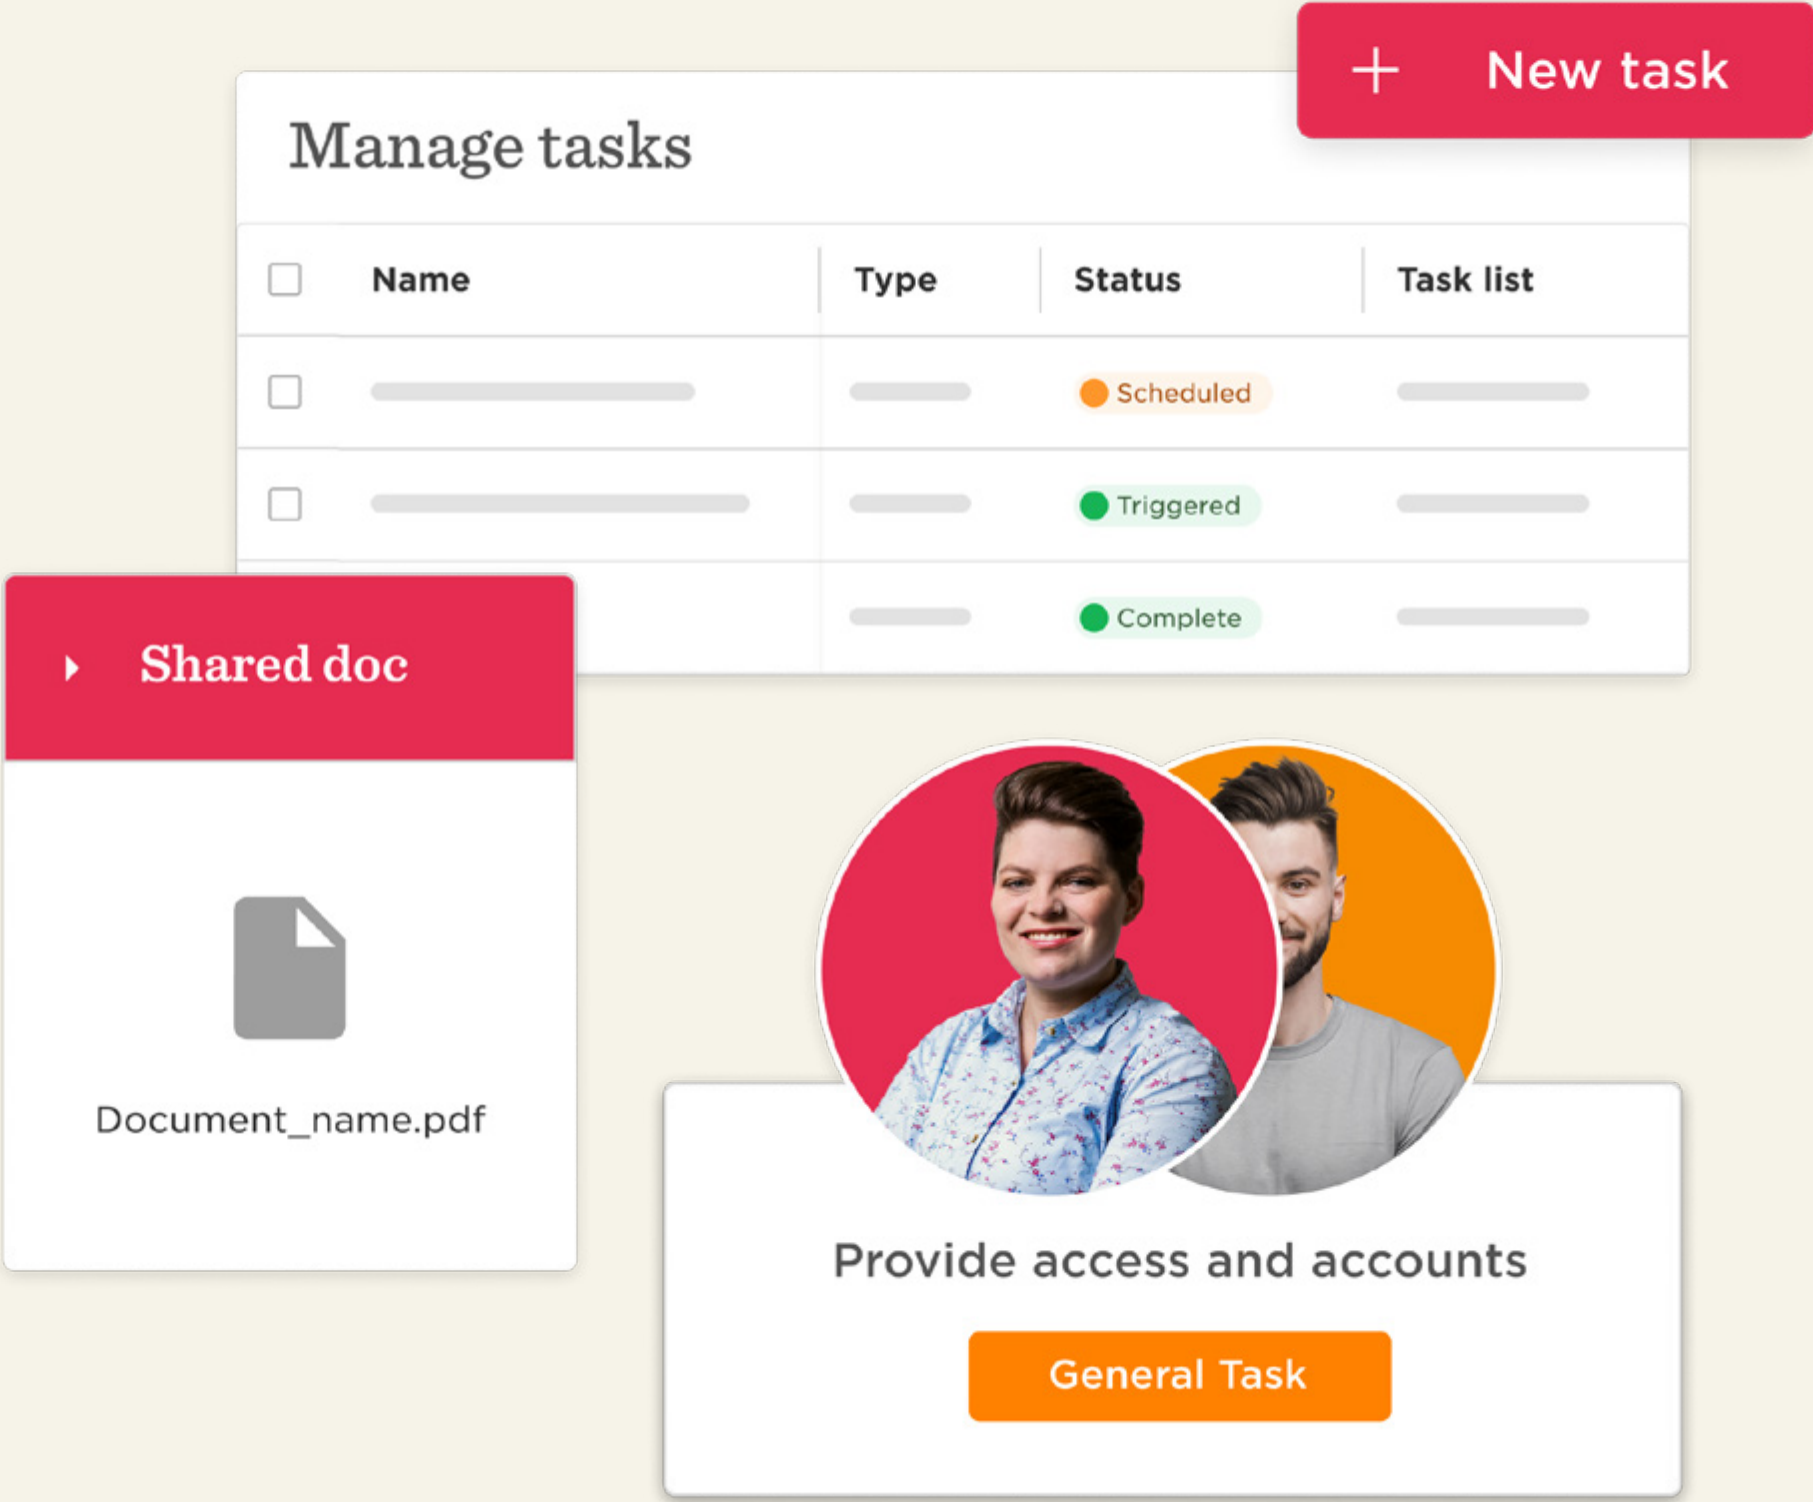 + New task
Manage tasks
Name Type Status Task list
Scheduled
Triggered
Complete
Shared doc
Document_name.pdf
Provide access and accounts
General Task